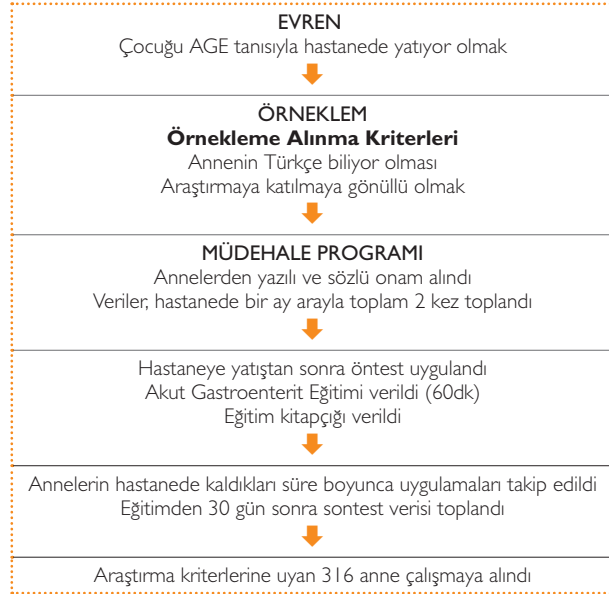 EVREN
Çocuğu AGE tanısıyla hastanede yatıyor olmak
ÖRNEKLEM
Örnekleme Alınma Kriterleri
Annenin Türkçe biliyor olması
Araştırmaya katılmaya gönüllü olmak
MÜDEHALE PROGRAMI
Annelerden yazılı ve sözlü onam alındı
Veriler, hastanede bir ay arayla toplam 2 kez toplandı
Hastaneye yatıştan sonra öntest uygulandı
Akut Gastroenterit Eğitimi verildi (60dk)
Eğitim kitapçığı verildi
Annelerin hastanede kaldıkları süre boyunca uygulamaları takip edildi
Eğitimden 30 gün sonra sontest verisi toplandı
Araştırma kriterlerine uyan 316 anne çalışmaya alındı